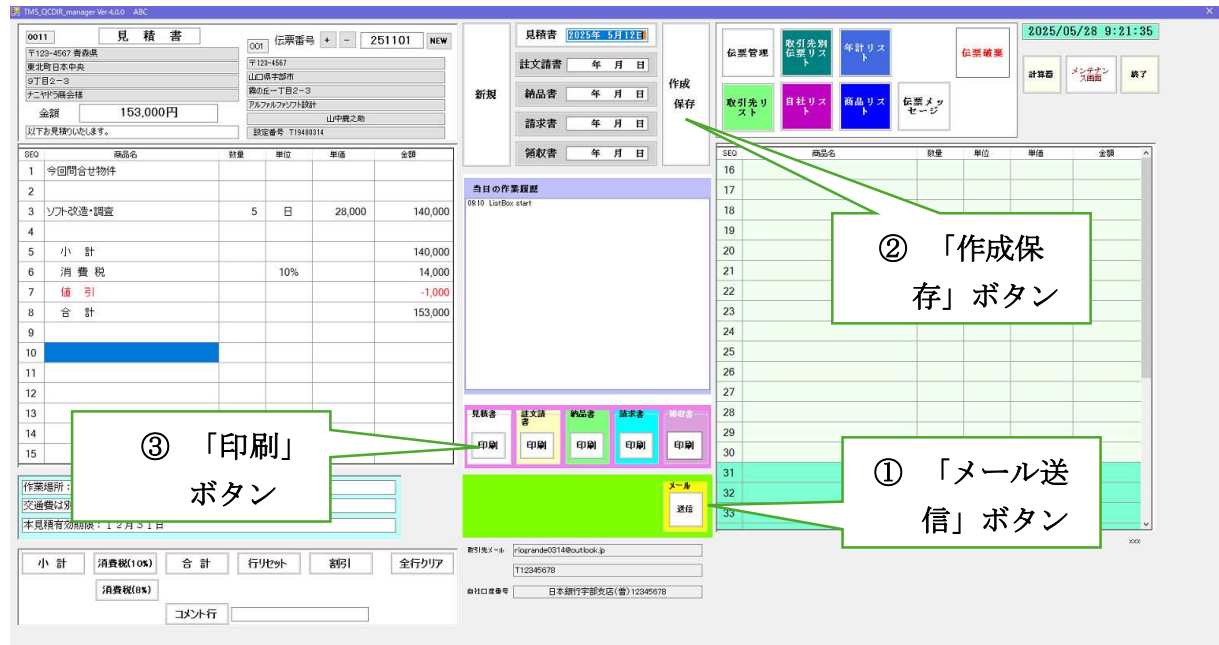 TMS_QCDIR_manager Ver4.0.0 ABC
0011 見 積 書
〒123-4567 青森県
東北町日本中央
9丁目2－3
ナニヤドラ商会様
金額 153,000円
以下お見積りいたします。
001 伝票番号 + - 251101 NEW
〒123-4567
山口県宇部市
霧の丘一丁目2－3
アルファルファソフト設計
山中鹿之助
設定番号 T19480314
新規
見積書 2025年 5月12日
註文請書 年 月 日
納品書 年 月 日
請求書 年 月 日
領収書 年 月 日
作成
保存
伝票管理
取引先別伝票リスト
年計リスト
伝票破棄
取引先リスト
自社リスト
商品リスト
伝票メッセージ
2025/05/28 9:21:35
計算器
メンテナンス画面
終了
SEQ 商品名 数量 単位 単価 金額
1 今回問合せ物件
2
3 ソフト改造・調査 5 日 28,000 140,000
4
5 小 計 140,000
6 消 費 税 10% 14,000
7 値 引 -1,000
8 合 計 153,000
9
10
11
12
13
14
15
当日の作業履歴
09:10 ListBox start
SEQ 商品名 数量 単位 単価 金額
16
17
18
19
20
21
22
23
24
25
26
27
28
29
30
31
32
33
② 「作成保
存」ボタン
③ 「印刷」
ボタン
① 「メール送
信」ボタン
見積書 註文請書 納品書 請求書 領収書
印刷 印刷 印刷 印刷 印刷
メール
送信
作業場所：
交通費は別
本見積有効期限：１２月３１日
小 計 消費税(10%) 合 計 行リセット 割引 全行クリア
消費税(8%)
コメント行
取引先メール riogrande0314@outlook.jp
T12345678
自社口座番号 日本銀行宇部支店(普)12345678
xxx